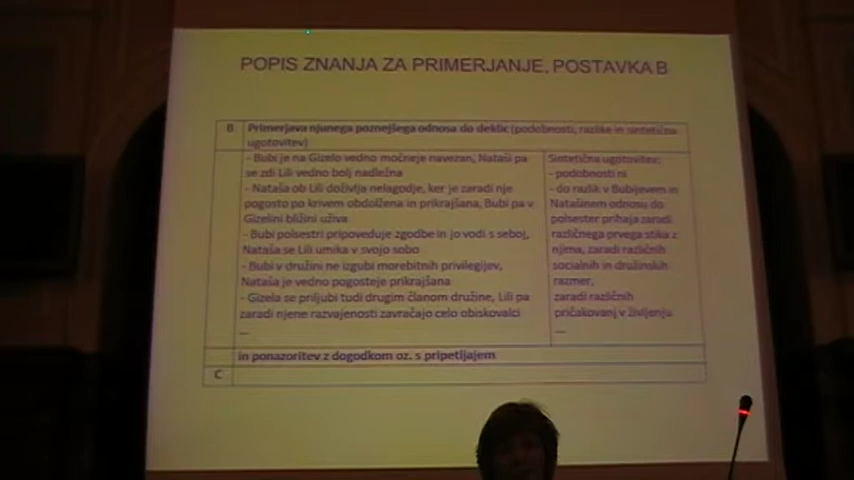 POPIS ZNANJA ZA PRIMERJANJE, POSTAVKA B
B
Primerjava njunega poznejšega odnosa do deklic (podobnosti, razlike in sintetična
ugotovitev)
- Bubi je na Gizelo vedno močneje navezan, Nataši pa
se zdi Lili vedno bolj nadležna
- Nataša ob Lili doživlja nelagodje, ker je zaradi nje
pogosto po krivem obdolžena in prikrajšana, Bubi pa v
Gizelini bližini uživa
- Bubi polsestri pripoveduje zgodbe in jo vodi s seboj,
Nataša se Lili umika v svojo sobo
- Bubi v družini ne izgubi morebitnih privilegijev,
Nataša je vedno pogosteje prikrajšana
- Gizela se priljubi tudi drugim članom družine, Lili pa
zaradi njene razvajenosti zavračajo celo obiskovalci
...
Sintetična ugotovitev:
- podobnosti ni
- do razlik v Bubijevem in
Natašinem odnosu do
polsester prihaja zaradi
različnega prvega stika z
njima, zaradi različnih
socialnih in družinskih
razmer,
zaradi različnih
pričakovanj v življenju
...
in ponazoritev z dogodkom oz. s pripetljajem
C